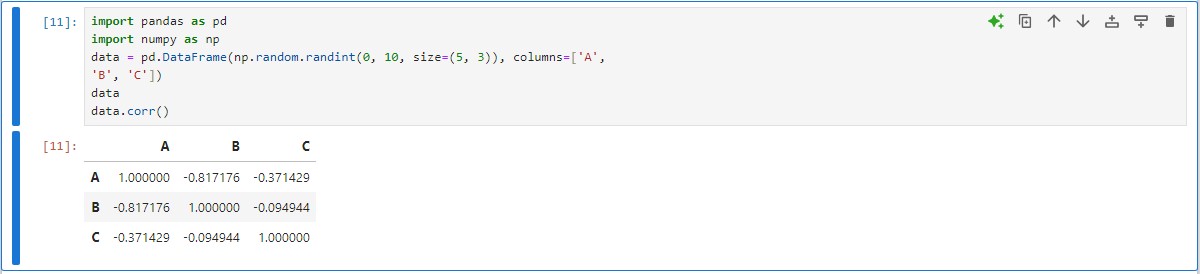 [11]: import pandas as pd
import numpy as np
data = pd.DataFrame(np.random.randint(0, 10, size=(5, 3)), columns=['A',
'B', 'C'])
data
data.corr()
[11]: A B C
A 1.000000 -0.817176 -0.371429
B -0.817176 1.000000 -0.094944
C -0.371429 -0.094944 1.000000